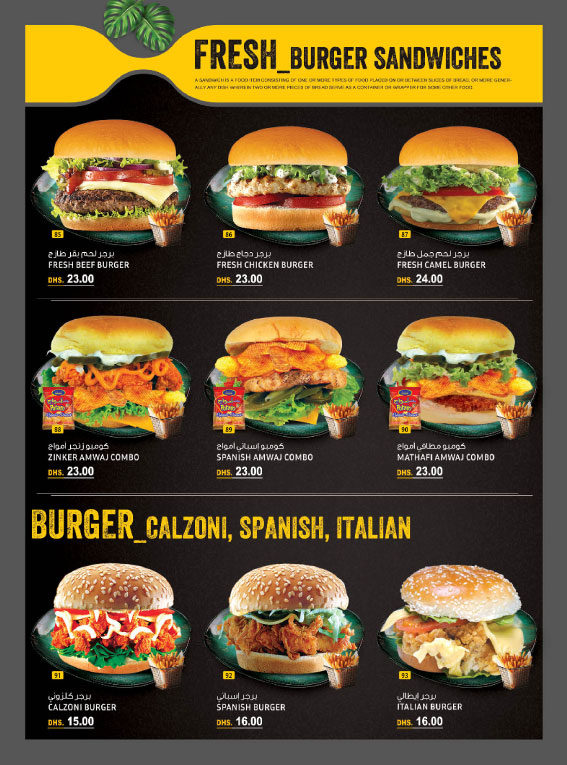 FRESH_BURGER SANDWICHES
A SANDWICH IS A FOOD ITEM CONSISTING OF ONE OR MORE TYPES OF FOOD PLACED ON OR BETWEEN SLICES OF BREAD, OR MORE GENER-
ALLY ANY DISH WHEREIN TWO OR MORE PIECES OF BREAD SERVE AS A CONTAINER OR WRAPPER FOR SOME OTHER FOOD.
85
برجر لحم بقر طازج
FRESH BEEF BURGER
DHS. 23.00
86
برجر دجاج طازج
FRESH CHICKEN BURGER
DHS. 23.00
87
برجر لحم جمل طازج
FRESH CAMEL BURGER
DHS. 24.00
88
كومبو زنجر أمواج
ZINKER AMWAJ COMBO
DHS. 23.00
89
كومبو اسباني أمواج
SPANISH AMWAJ COMBO
DHS. 23.00
90
كومبو مطافي أمواج
MATHAFI AMWAJ COMBO
DHS. 23.00
BURGER_CALZONI, SPANISH, ITALIAN
91
برجر كلزوني
CALZONI BURGER
DHS. 15.00
92
برجر اسباني
SPANISH BURGER
DHS. 16.00
93
برجر إيطالي
ITALIAN BURGER
DHS. 16.00